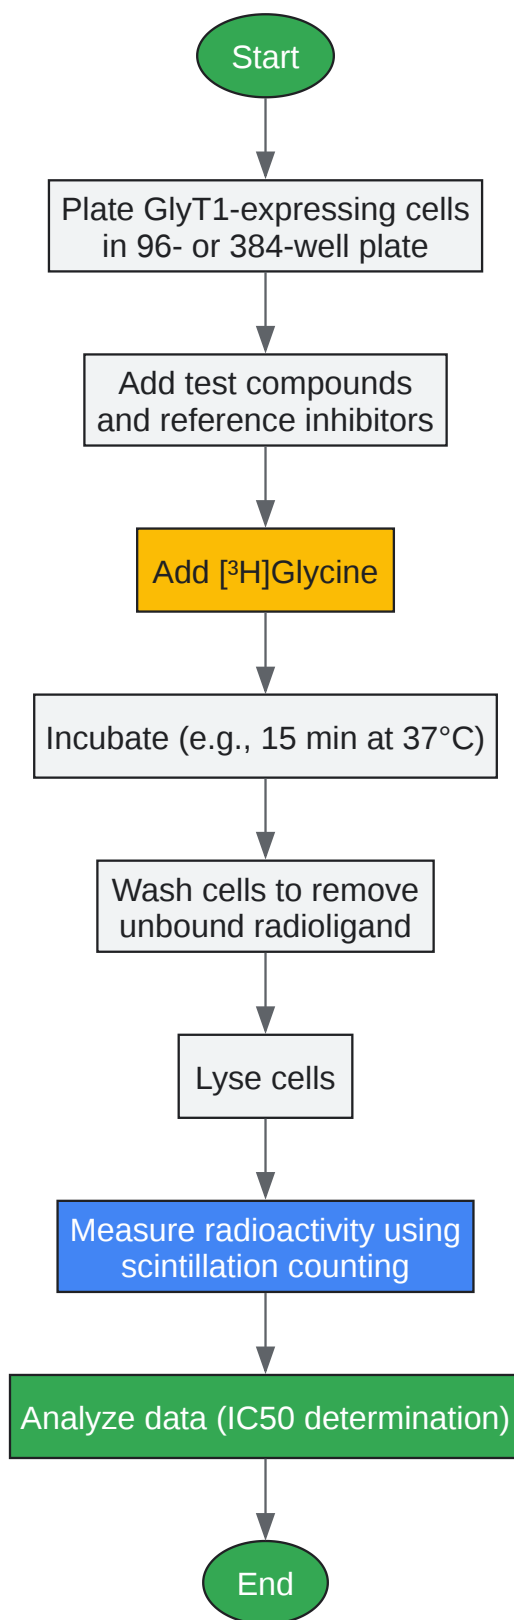 Start
Plate GlyT1-expressing cells
in 96- or 384-well plate
Add test compounds
and reference inhibitors
Add [³H]Glycine
Incubate (e.g., 15 min at 37°C)
Wash cells to remove
unbound radioligand
Lyse cells
Measure radioactivity using
scintillation counting
Analyze data (IC50 determination)
End